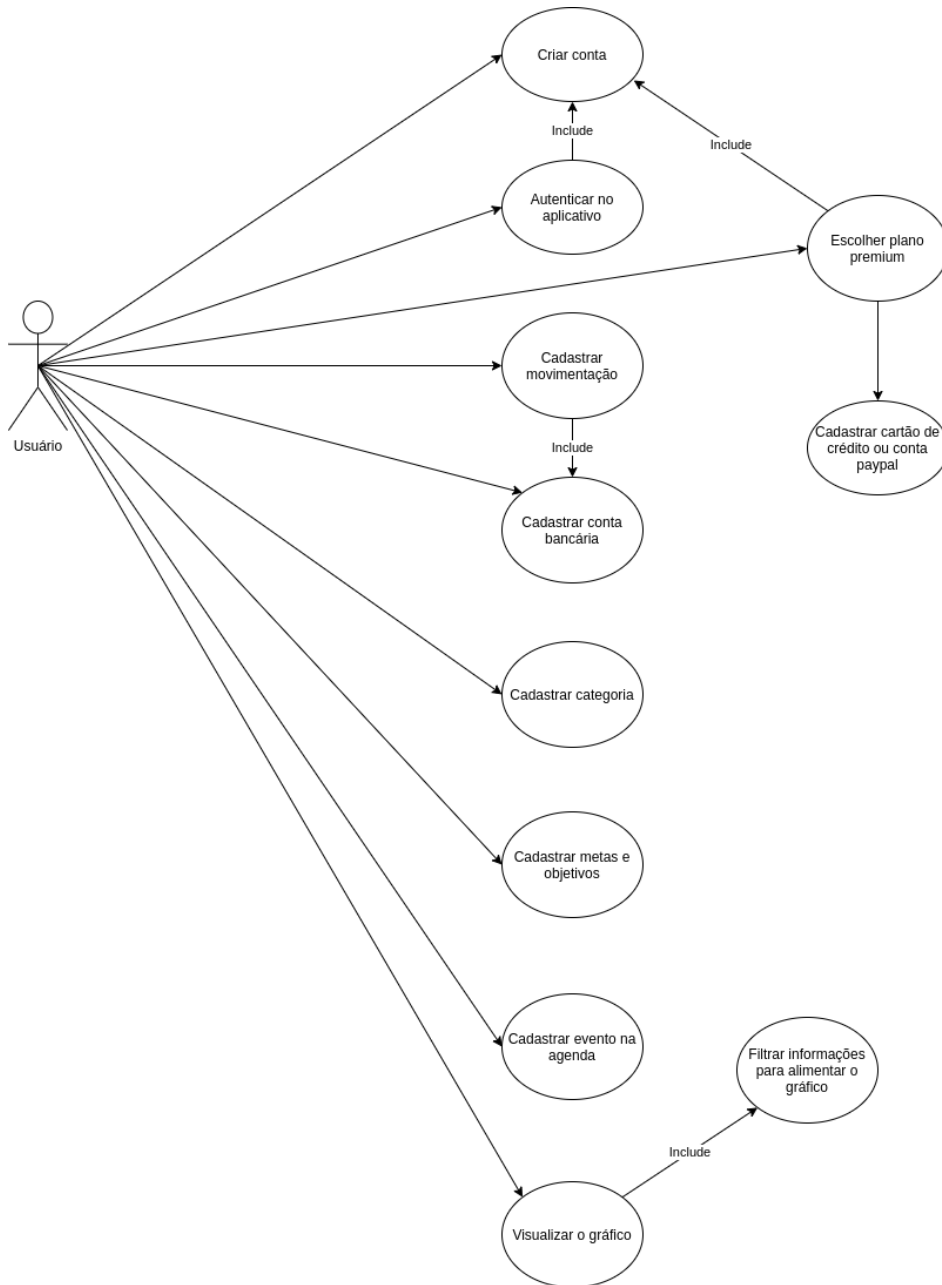 Criar conta
Include
Include
Autenticar no
aplicativo
Escolher plano
premium
Cadastrar
movimentação
Usuário
Include
Cadastrar cartão de
crédito ou conta
paypal
Cadastrar conta
bancária
Cadastrar categoria
Cadastrar metas e
objetivos
Cadastrar evento na
agenda
Filtrar informações
para alimentar o
gráfico
Include
Visualizar o gráfico